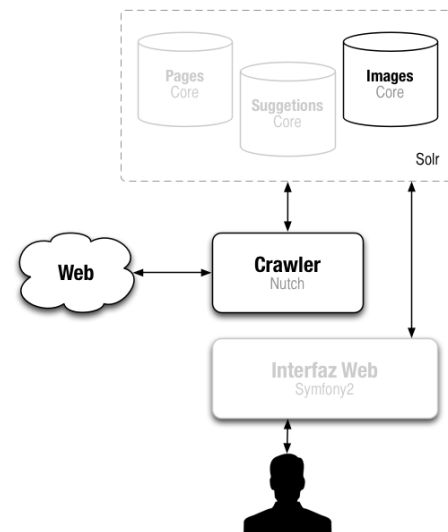 Pages
Core
Suggetions
Core
Images
Core
Solr
Web
Crawler
Nutch
Interfaz Web
Symfony2